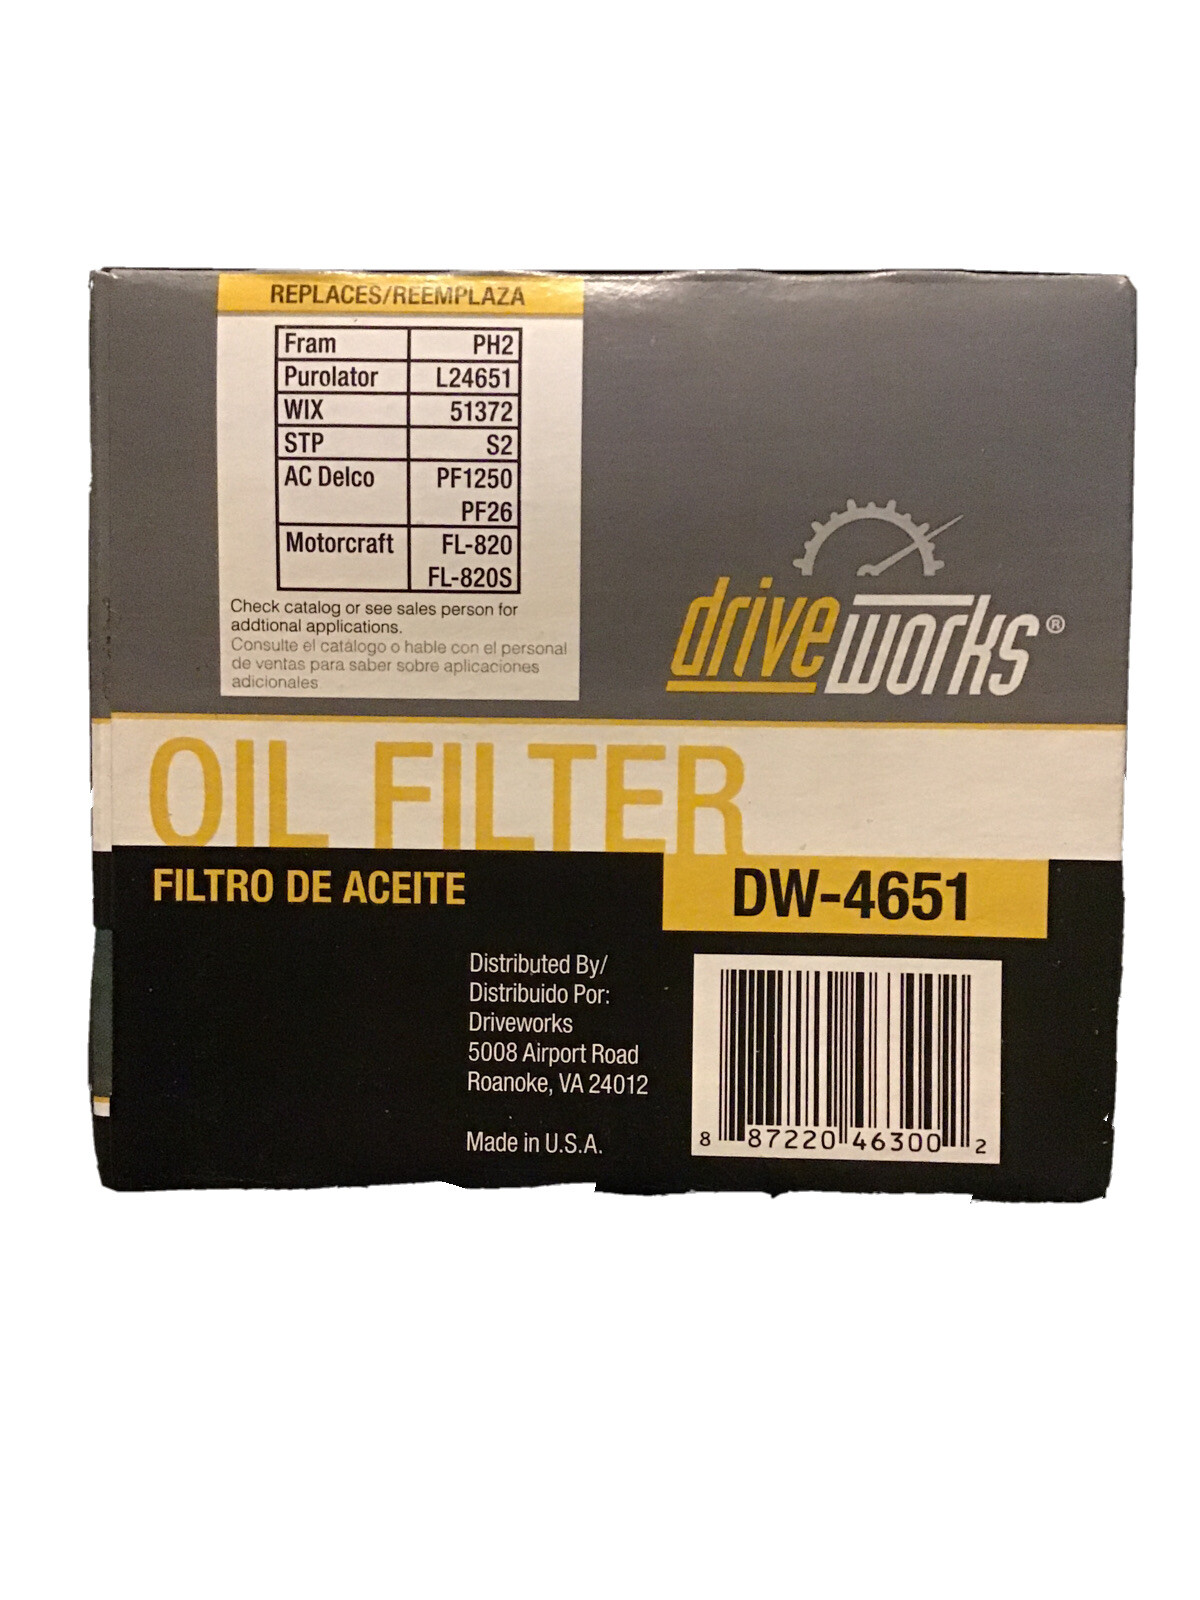 REPLACES/REEMPLAZA
Fram PH2
Purolator L24651
WIX 51372
STP S2
AC Delco PF1250
PF26
Motorcraft FL-820
FL-820S
Check catalog or see sales person for
addtional applications.
Consulte el catálogo o hable con el personal
de ventas para saber sobre aplicaciones
adicionales
driveworks®
OIL FILTER
FILTRO DE ACEITE
DW-4651
Distributed By/
Distribuido Por:
Driveworks
5008 Airport Road
Roanoke, VA 24012
Made in U.S.A.
8 87220 46300 2